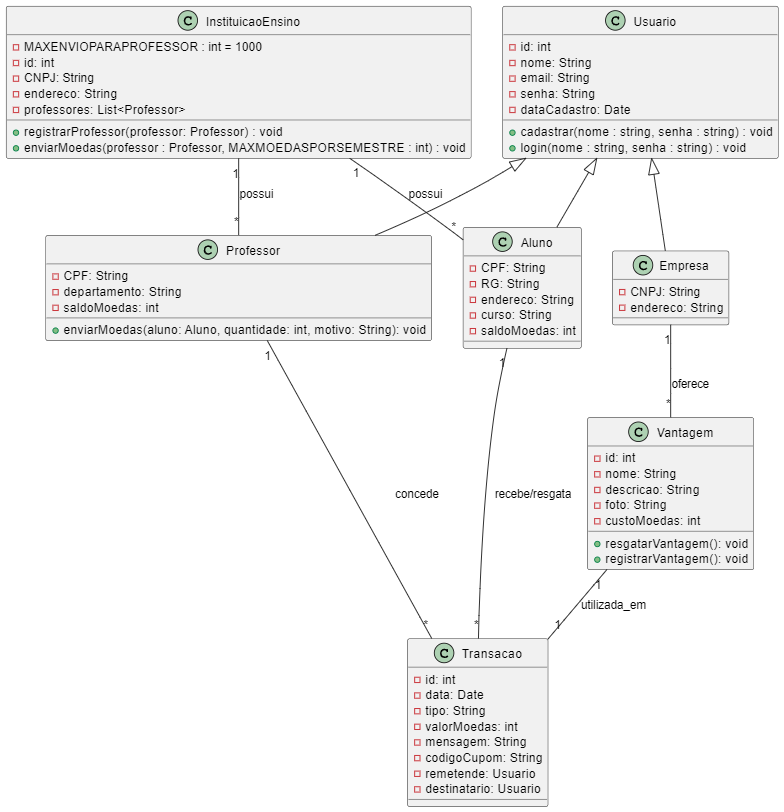 C InstituicaoEnsino
MAXENVIOPARAPROFESSOR : int = 1000
id: int
CNPJ: String
endereco: String
professores: List<Professor>
registrarProfessor(professor: Professor) : void
enviarMoedas(professor : Professor, MAXMOEDASPORSEMESTRE : int) : void
C Usuario
id: int
nome: String
email: String
senha: String
dataCadastro: Date
cadastrar(nome : string, senha : string) : void
login(nome : string, senha : string) : void
1
possui
*
1
possui
*
C Professor
CPF: String
departamento: String
saldoMoedas: int
enviarMoedas(aluno: Aluno, quantidade: int, motivo: String): void
C Aluno
CPF: String
RG: String
endereco: String
curso: String
saldoMoedas: int
C Empresa
CNPJ: String
endereco: String
1
oferece
*
C Vantagem
id: int
nome: String
descricao: String
foto: String
custoMoedas: int
resgatarVantagem(): void
registrarVantagem(): void
1
concede
*
1
recebe/resgata
*
1
utilizada_em
1
C Transacao
id: int
data: Date
tipo: String
valorMoedas: int
mensagem: String
codigoCupom: String
remetende: Usuario
destinatario: Usuario